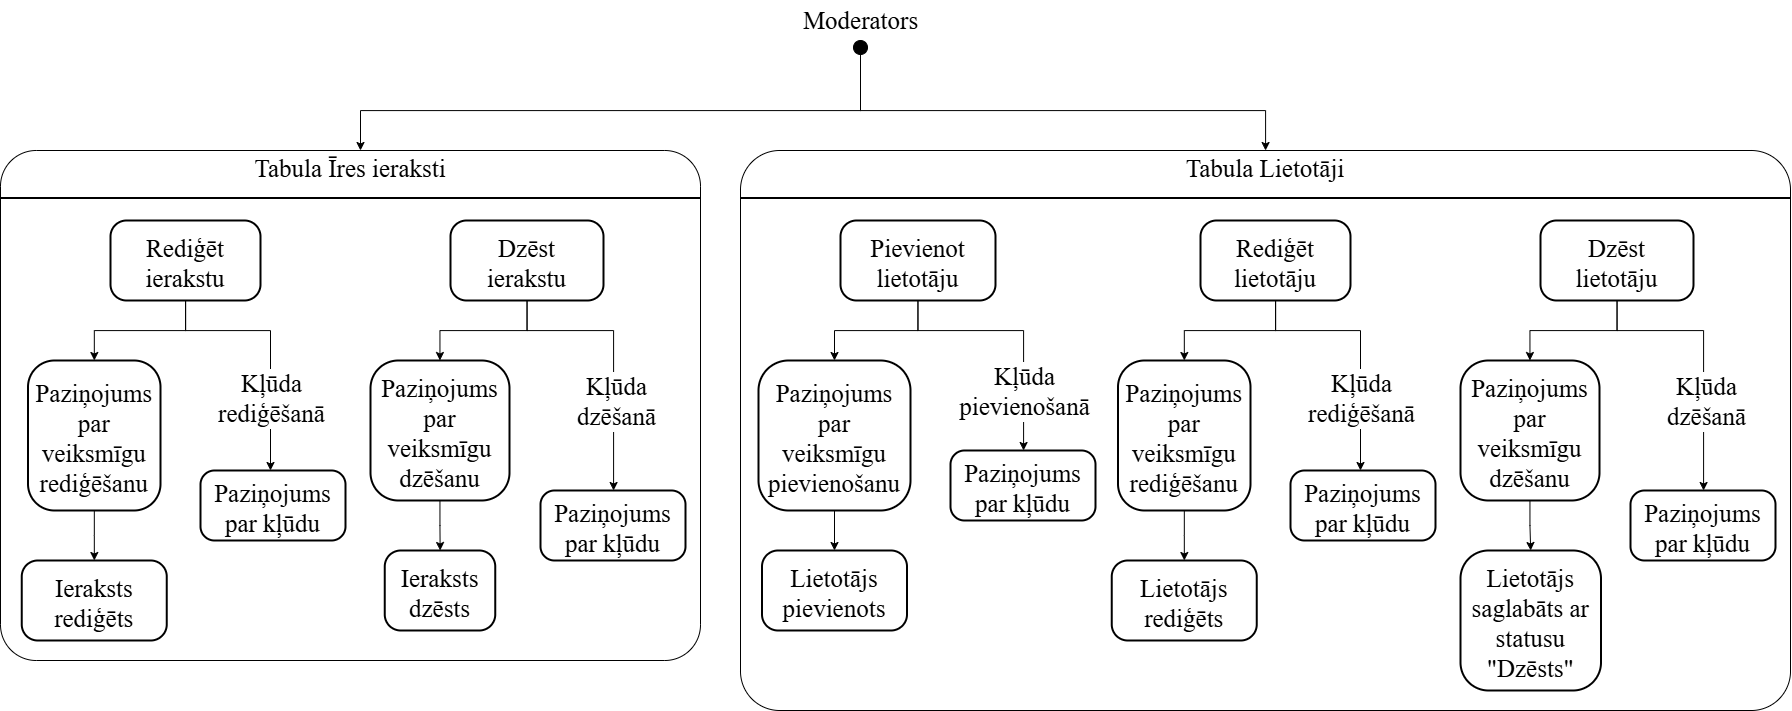 Moderators
Tabula Īres ieraksti
Rediģēt
ierakstu
Dzēst
ierakstu
Paziņojums
par
veiksmīgu
rediģēšanu
Kļūda
rediģēšanā
Paziņojums
par kļūdu
Ieraksts
rediģēts
Paziņojums
par
veiksmīgu
dzēšanu
Kļūda
dzēšanā
Paziņojums
par kļūdu
Ieraksts
dzēsts
Tabula Lietotāji
Pievienot
lietotāju
Rediģēt
lietotāju
Dzēst
lietotāju
Paziņojums
par
veiksmīgu
pievienošanu
Kļūda
pievienošanā
Paziņojums
par kļūdu
Lietotājs
pievienots
Paziņojums
par
veiksmīgu
rediģēšanu
Kļūda
rediģēšanā
Paziņojums
par kļūdu
Lietotājs
rediģēts
Paziņojums
par
veiksmīgu
dzēšanu
Kļūda
dzēšanā
Paziņojums
par kļūdu
Lietotājs
saglabāts ar
statusu
"Dzēsts"